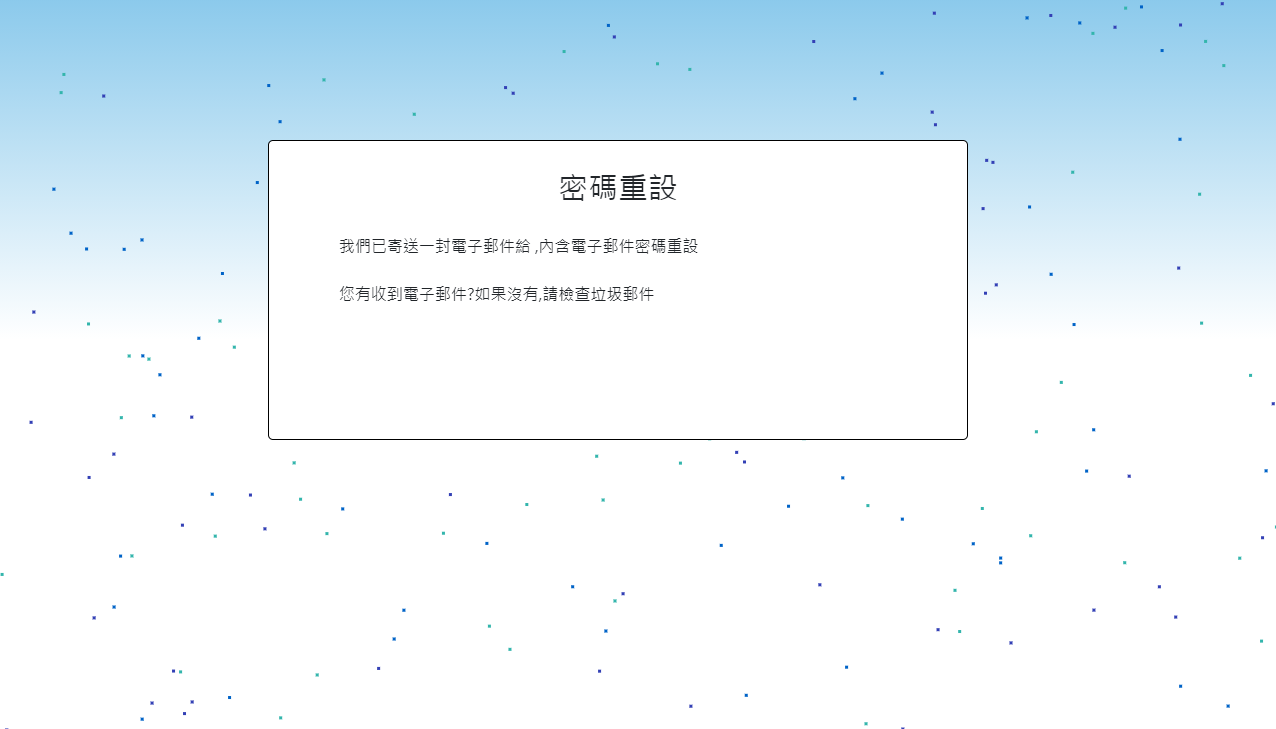 密碼重設
我們已寄送一封電子郵件給 ,內含電子郵件密碼重設
您有收到電子郵件?如果沒有,請檢查垃圾郵件